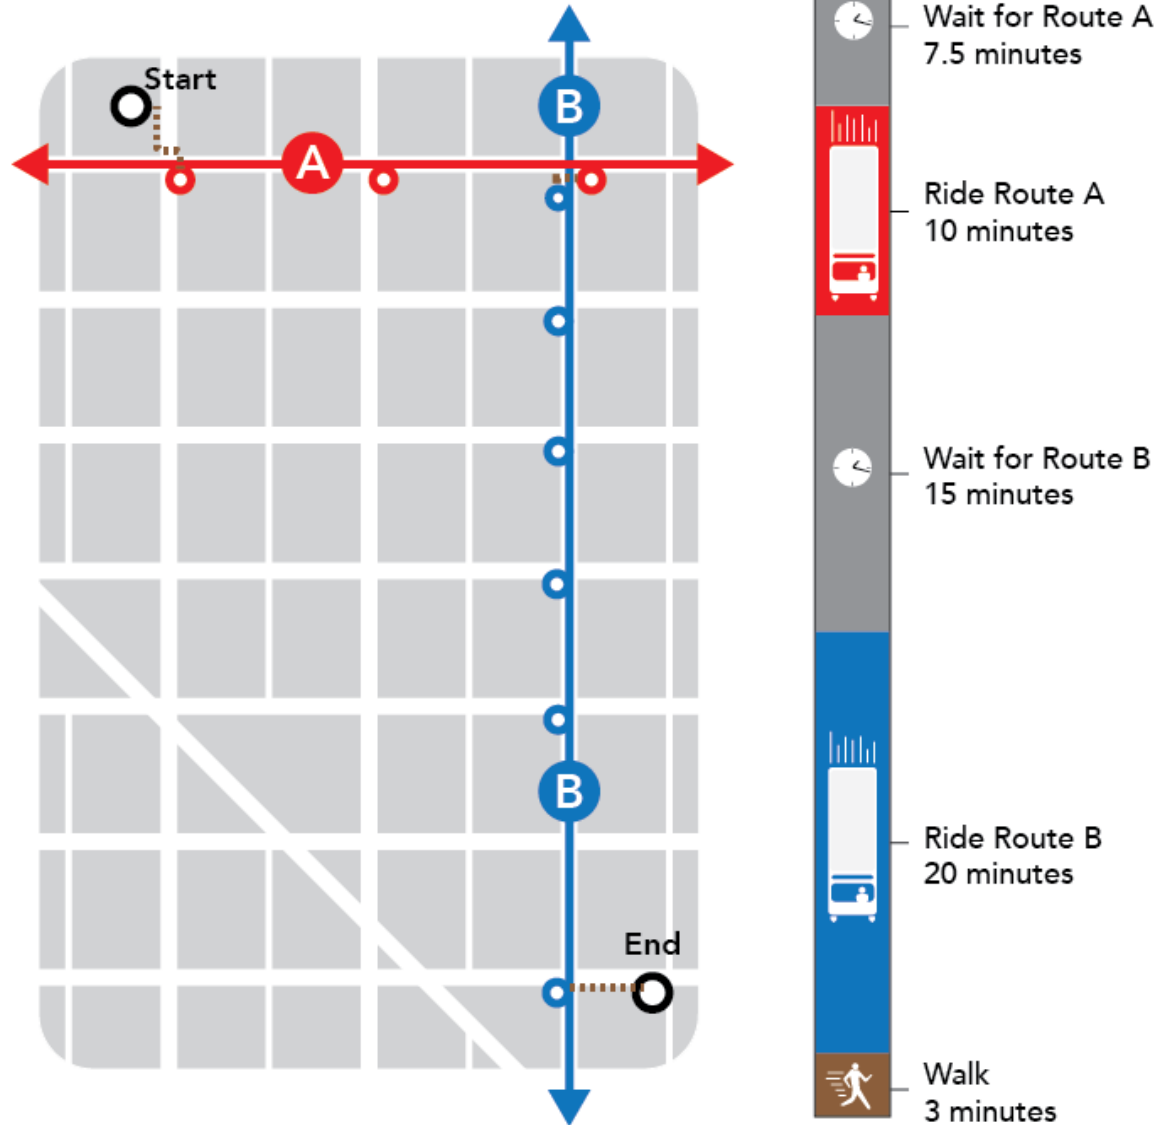 Start
A
B
B
End
Wait for Route A
7.5 minutes
Ride Route A
10 minutes
Wait for Route B
15 minutes
Ride Route B
20 minutes
Walk
3 minutes